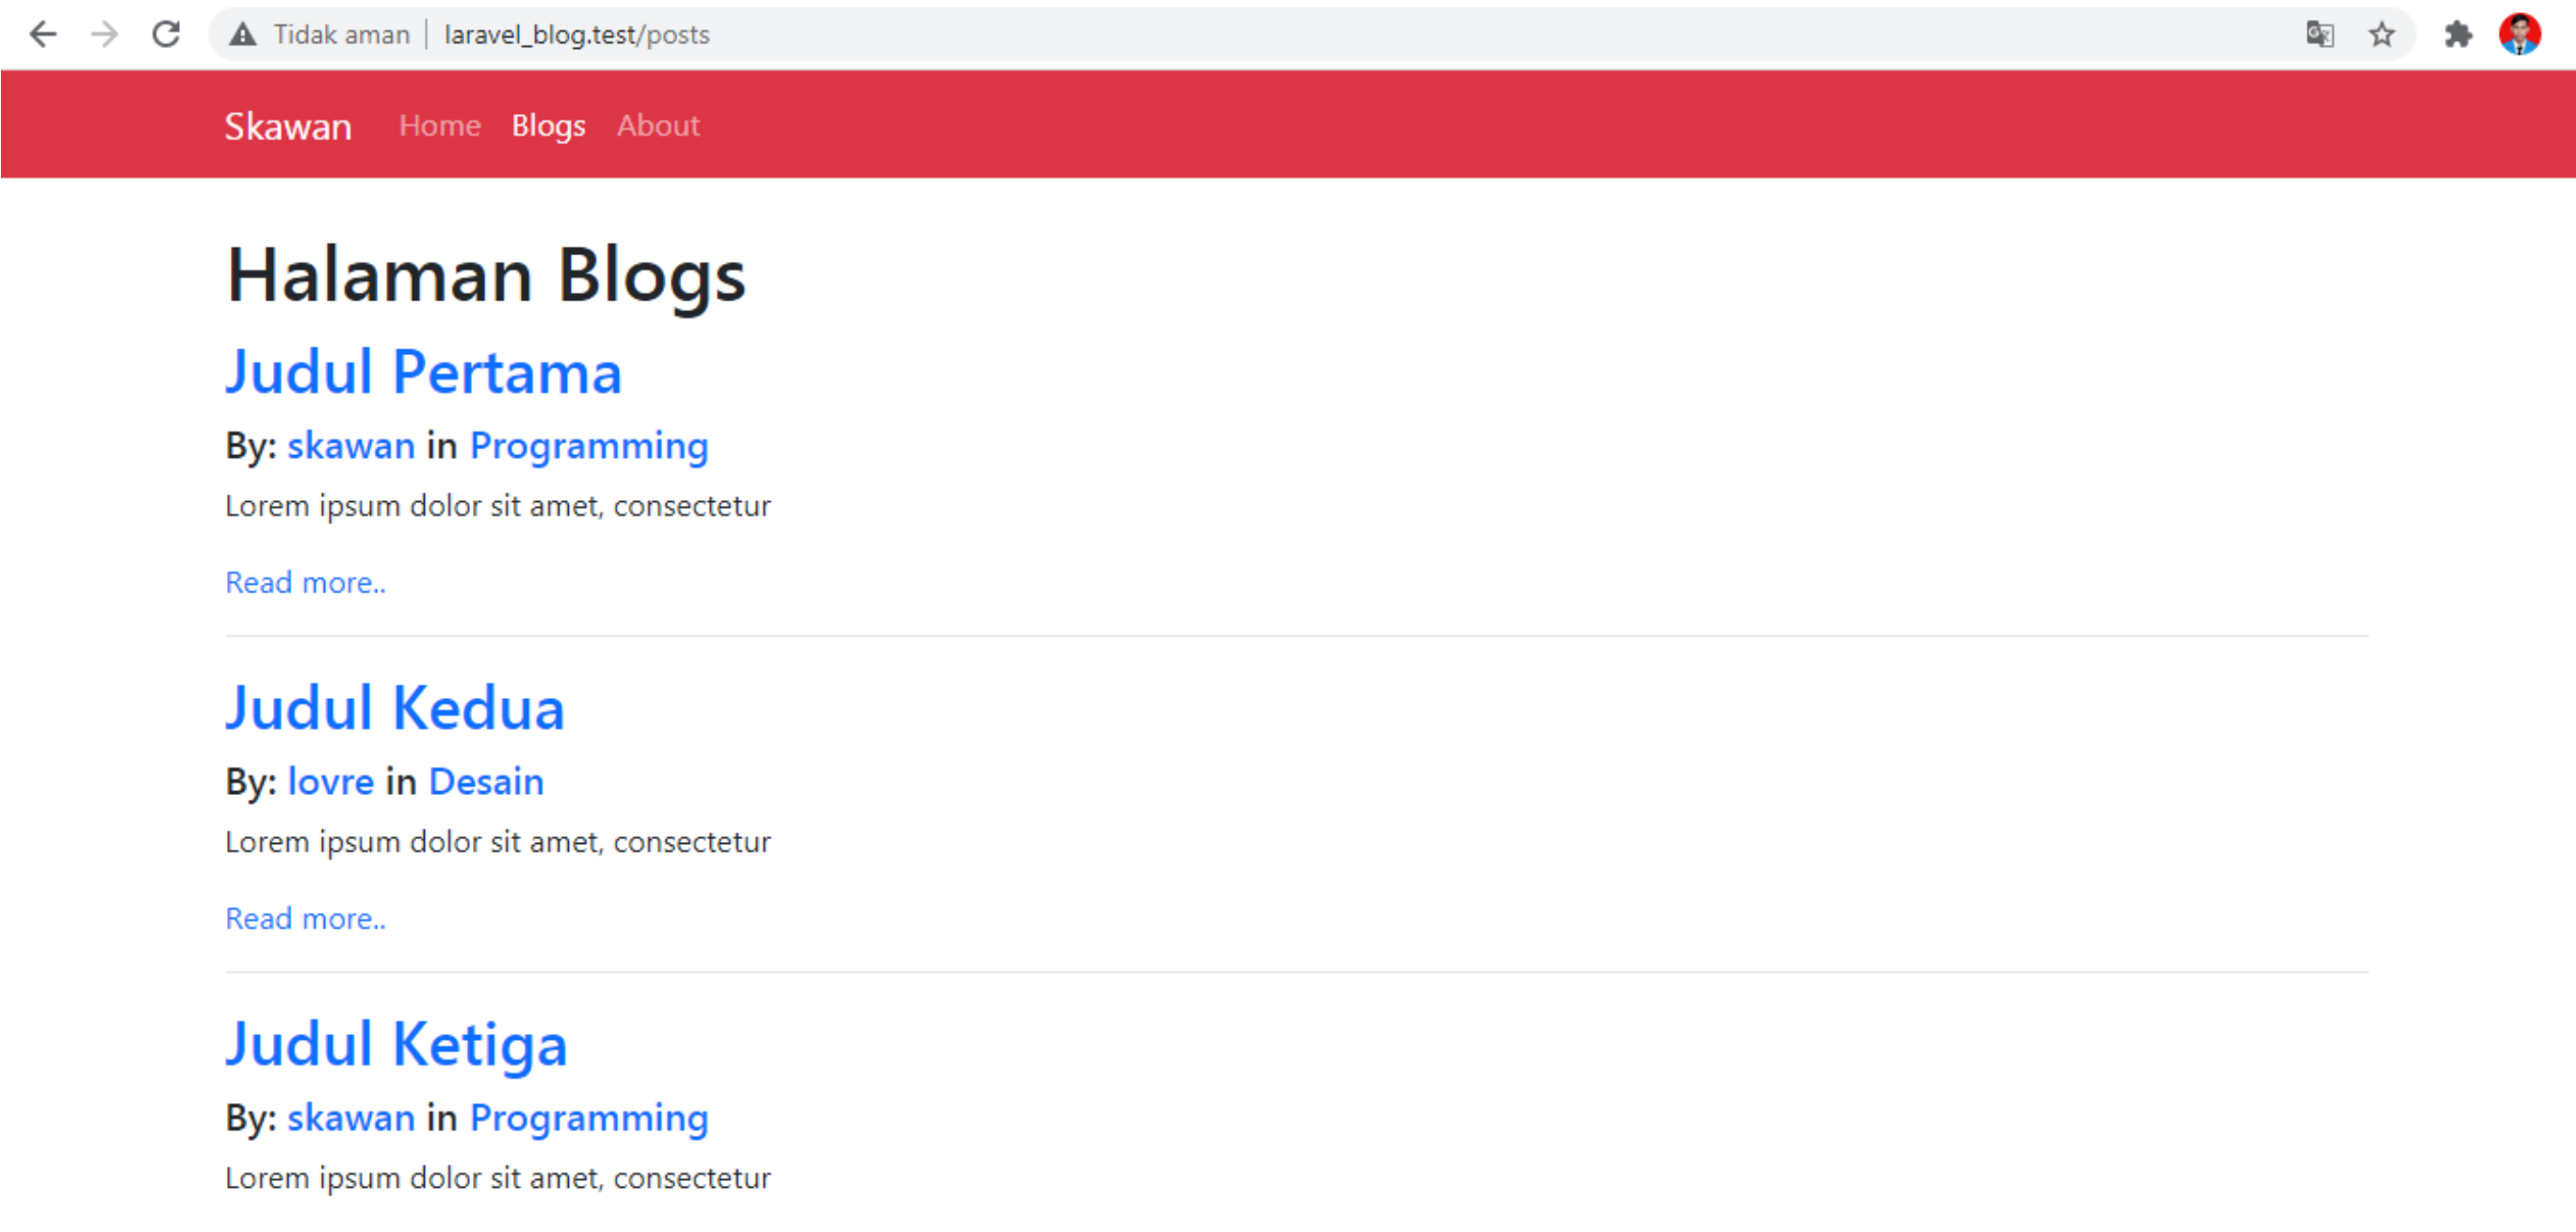 Tidak aman | laravel_blog.test/posts
Skawan Home Blogs About
Halaman Blogs
Judul Pertama
By: skawan in Programming
Lorem ipsum dolor sit amet, consectetur
Read more..
Judul Kedua
By: lovre in Desain
Lorem ipsum dolor sit amet, consectetur
Read more..
Judul Ketiga
By: skawan in Programming
Lorem ipsum dolor sit amet, consectetur